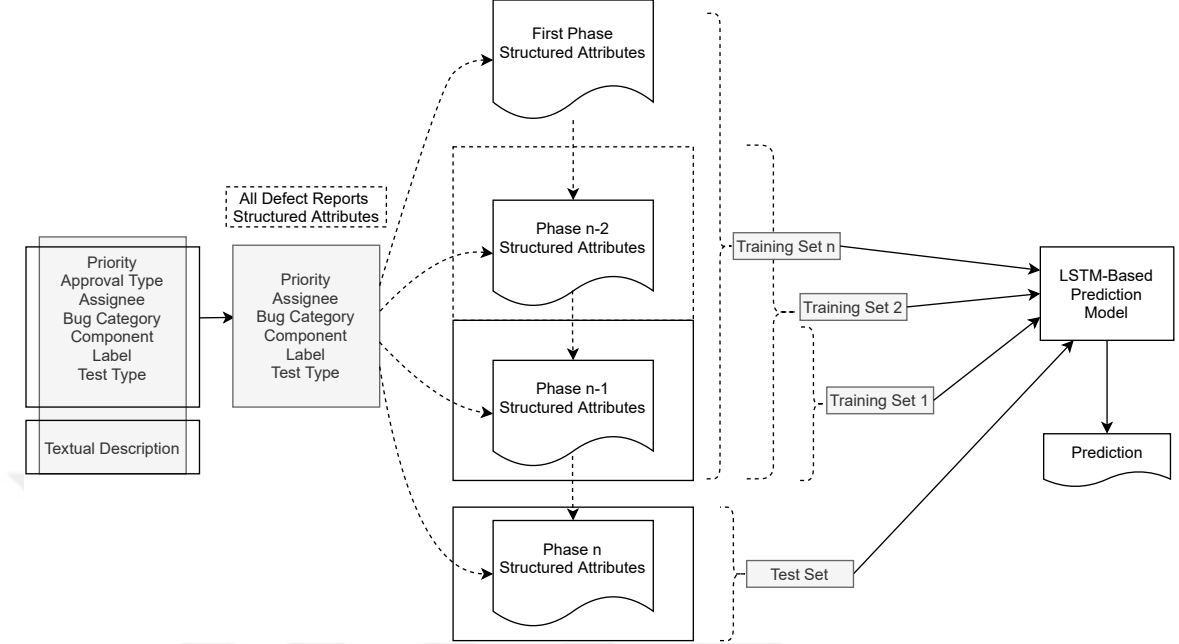 Priority
Approval Type
Assignee
Bug Category
Component
Label
Test Type
Textual Description
All Defect Reports
Structured Attributes
Priority
Assignee
Bug Category
Component
Label
Test Type
First Phase
Structured Attributes
Phase n-2
Structured Attributes
Phase n-1
Structured Attributes
Phase n
Structured Attributes
Training Set n
Training Set 2
Training Set 1
Test Set
LSTM-Based
Prediction
Model
Prediction